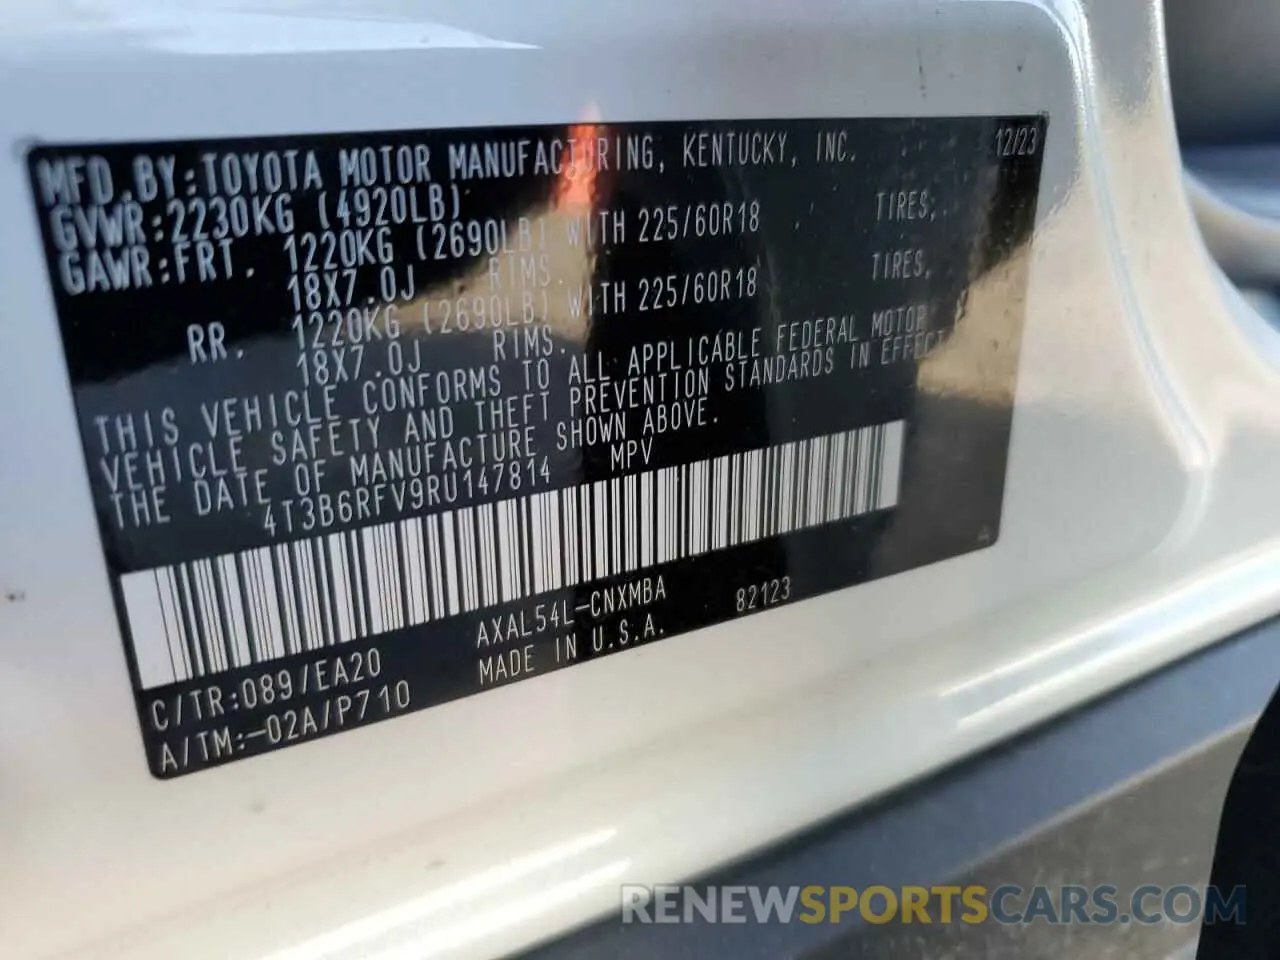 MFD.BY:TOYOTA MOTOR MANUFACTURING, KENTUCKY, INC. 12/23
GVWR:2230KG (4920LB)
GAWR:FRT. 1220KG (2690LB) WITH 225/60R18 TIRES,
18X7.0J RIMS.
RR. 1220KG (2690LB) WITH 225/60R18 TIRES,
18X7.0J RIMS.
THIS VEHICLE CONFORMS TO ALL APPLICABLE FEDERAL MOTOR
VEHICLE SAFETY AND THEFT PREVENTION STANDARDS IN EFFECT
THE DATE OF MANUFACTURE SHOWN ABOVE.
4T3B6RFV9RU147814 MPV
AXAL54L-CNXMBA 82123
C/TR:089/EA20 MADE IN U.S.A.
A/TM:-02A/P710
A
RENEWSPORTSCARS.COM